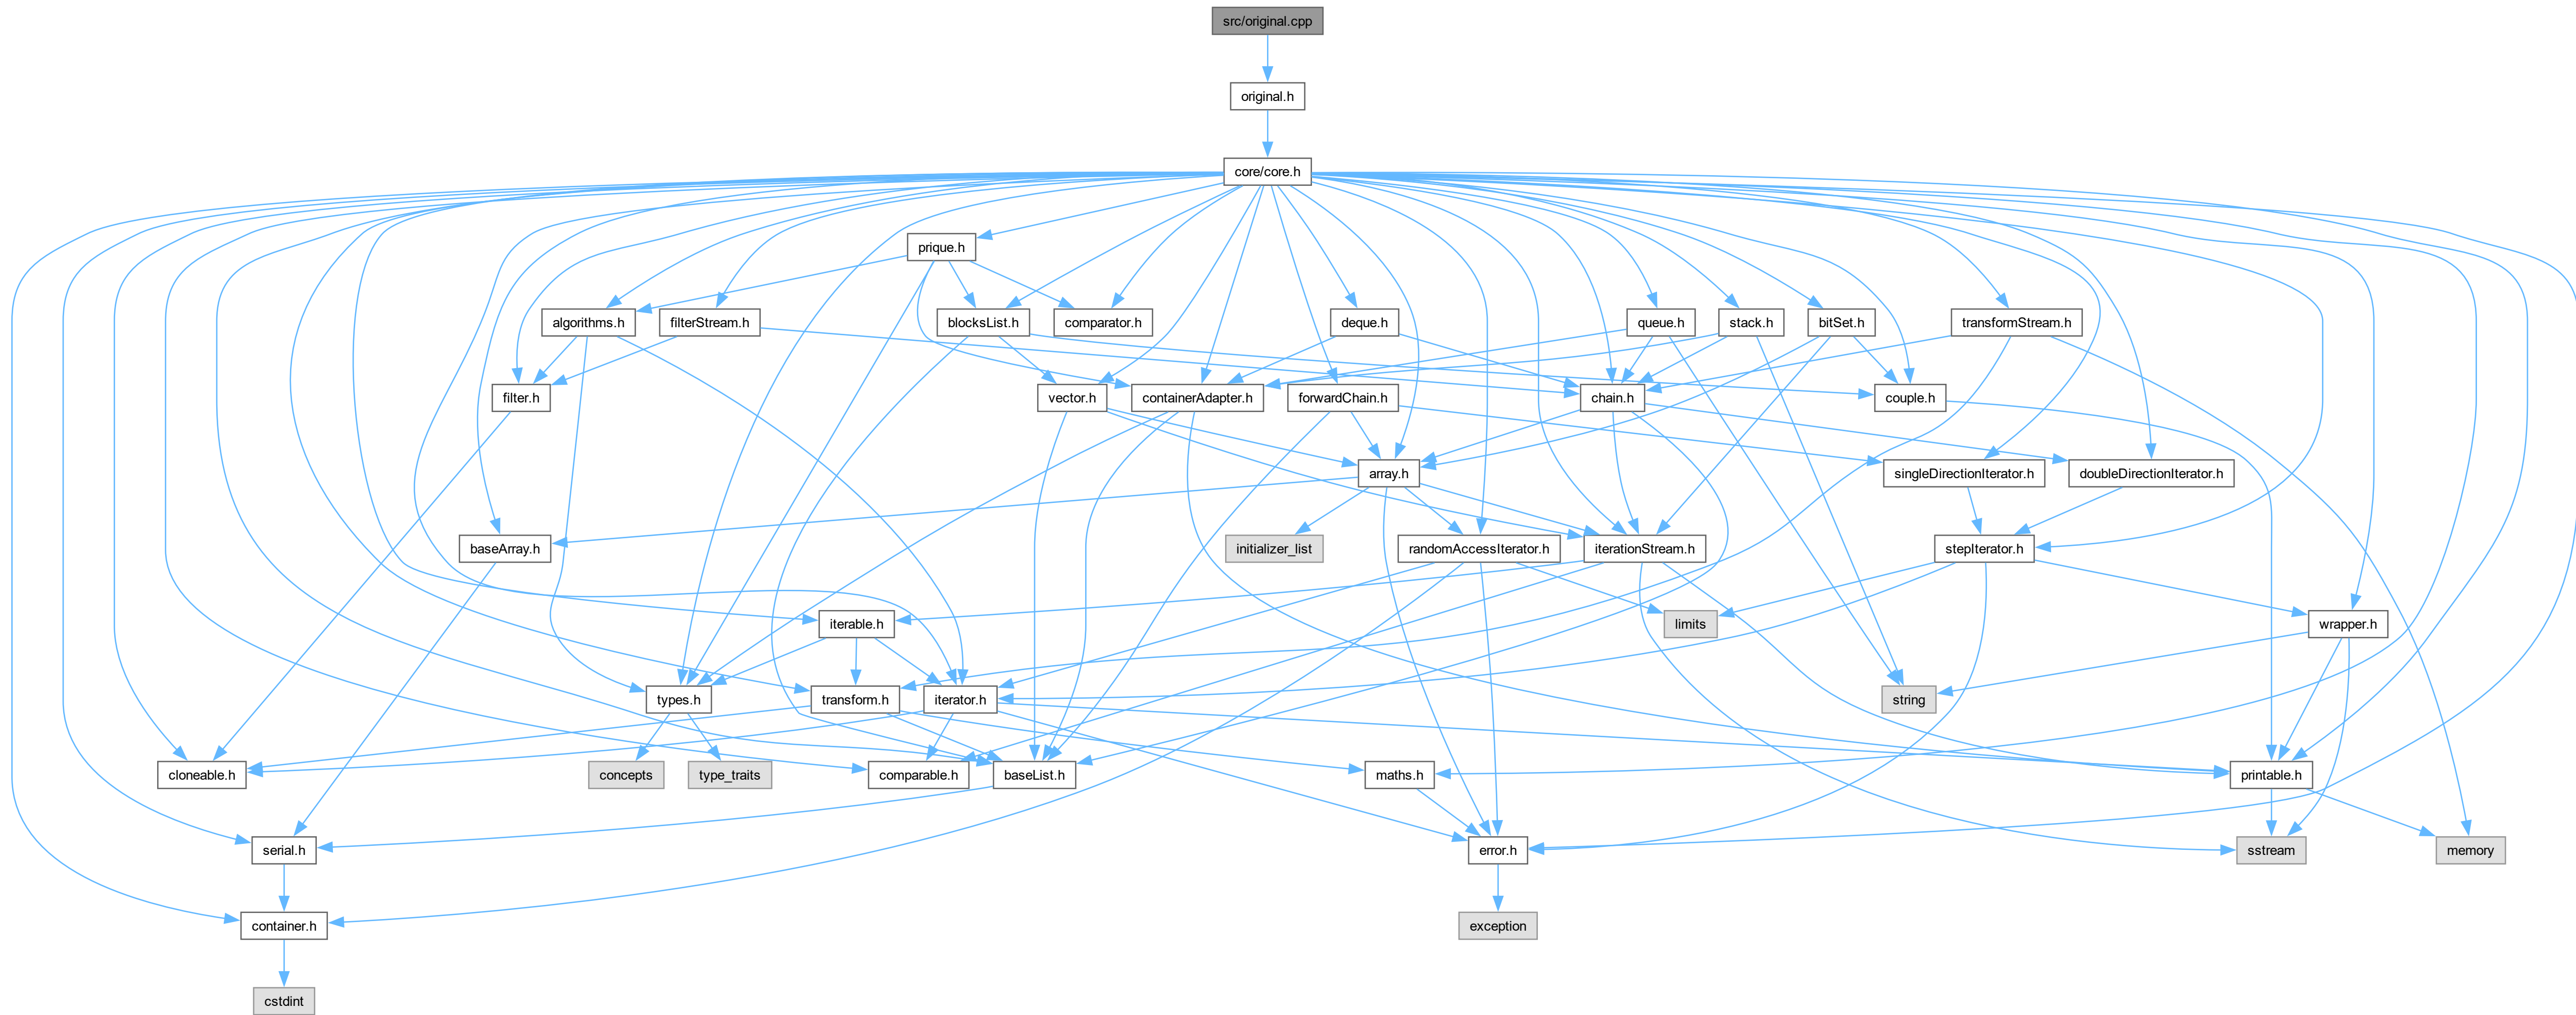 src/original.cpp
original.h
core/core.h
prique.h
algorithms.h
filterStream.h
blocksList.h
comparator.h
deque.h
queue.h
stack.h
bitSet.h
transformStream.h
filter.h
vector.h
containerAdapter.h
forwardChain.h
chain.h
couple.h
array.h
singleDirectionIterator.h
doubleDirectionIterator.h
baseArray.h
initializer_list
randomAccessIterator.h
iterationStream.h
stepIterator.h
iterable.h
limits
wrapper.h
types.h
transform.h
iterator.h
string
cloneable.h
concepts
type_traits
comparable.h
baseList.h
maths.h
printable.h
serial.h
error.h
sstream
memory
container.h
exception
cstdint